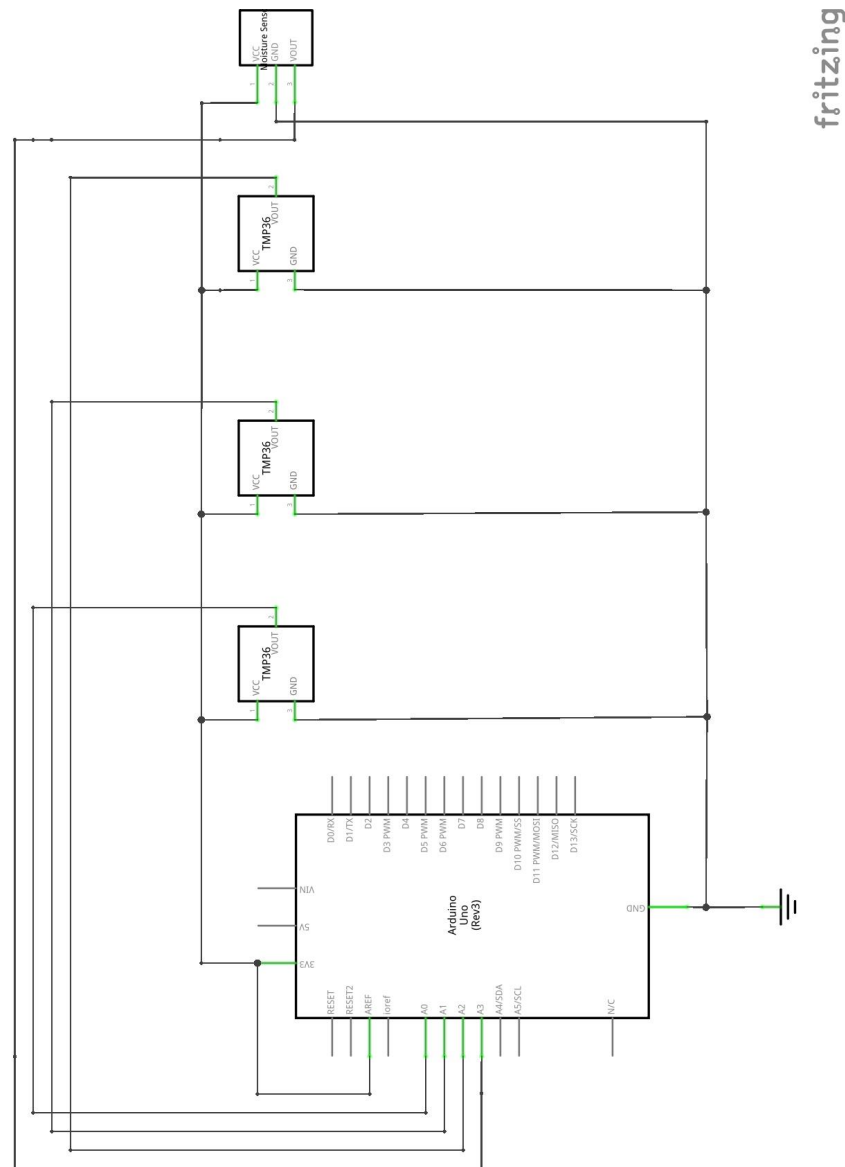 fritzing
Moisture Sense
VCC
GND
VOUT
1
2
3
2
VOUT
TMP36
VCC
GND
1
3
2
VOUT
TMP36
VCC
GND
1
3
2
VOUT
TMP36
VCC
GND
1
3
D0/RX
D1/TX
D2
D3 PWM
D4
D5 PWM
D6 PWM
D7
D8
D9 PWM
D10 PWM/SS
D11 PWM/MOSI
D12/MISO
D13/SCK
VIN
5V
3V3
Arduino
Uno
(Rev3)
GND
RESET
RESET2
AREF
ioref
A0
A1
A2
A3
A4/SDA
A5/SCL
N/C